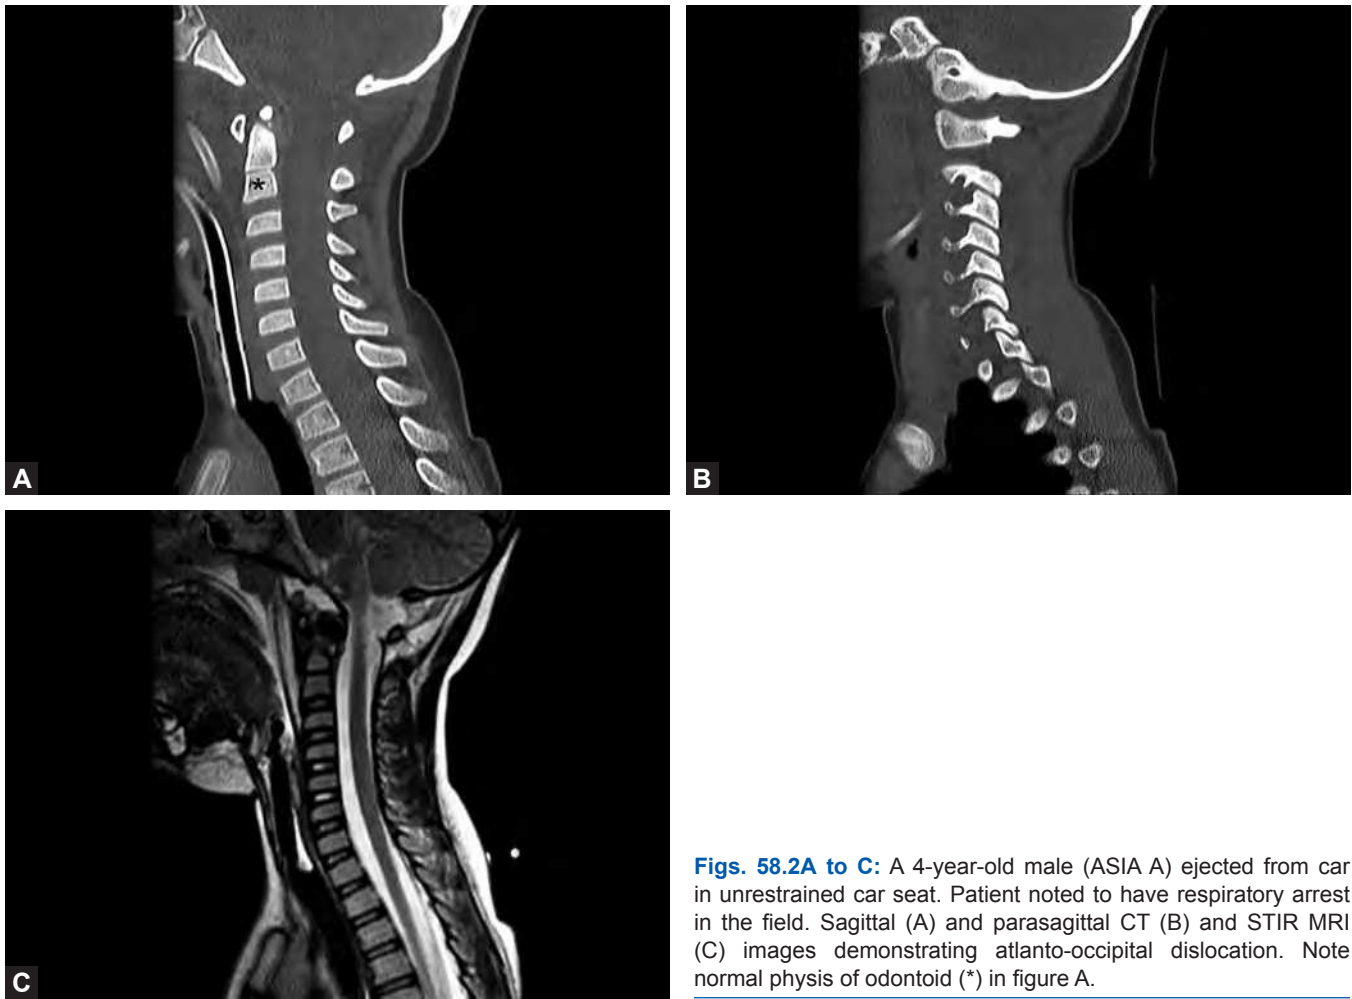 *
A
B
C
Figs. 58.2A to C: A 4-year-old male (ASIA A) ejected from car
in unrestrained car seat. Patient noted to have respiratory arrest
in the field. Sagittal (A) and parasagittal CT (B) and STIR MRI
(C) images demonstrating atlanto-occipital dislocation. Note
normal physis of odontoid (*) in figure A.